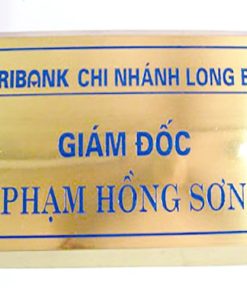 RIBANK CHI NHÁNH LONG B
GIÁM ĐỐC
PHẠM HỒNG SƠN